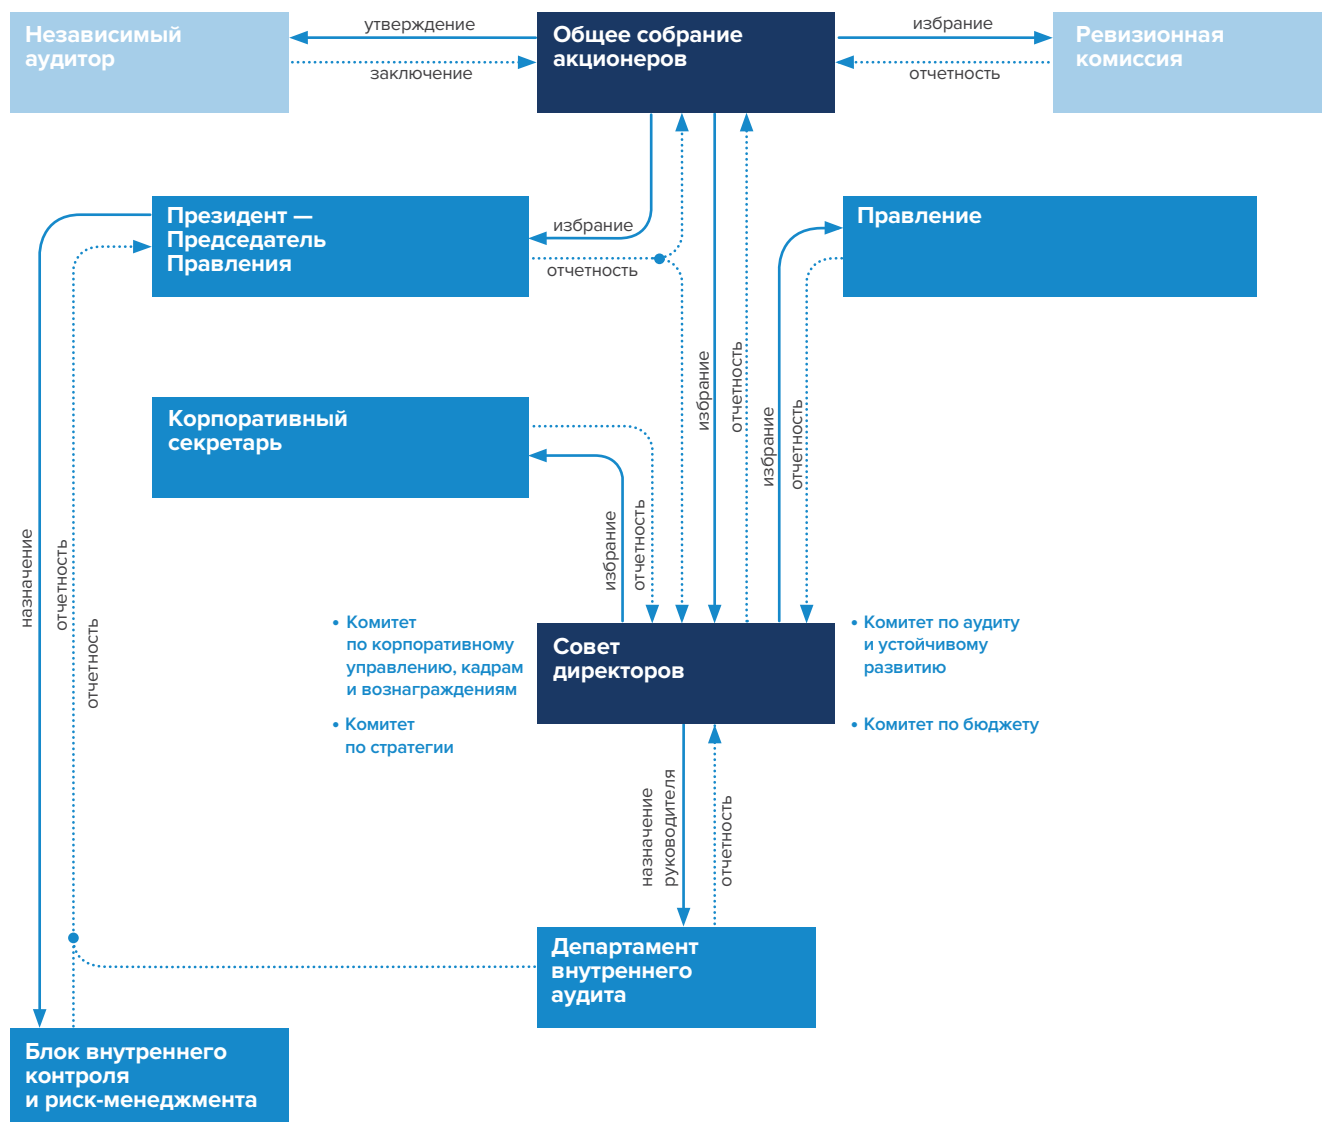 Независимый
аудитор
утверждение
заключение
Общее собрание
акционеров
избрание
отчетность
Ревизионная
комиссия
Президент —
Председатель
Правления
избрание
отчетность
Правление
избрание
отчетность
избрание
отчетность
Корпоративный
секретарь
избрание
отчетность
назначение
отчетность
отчетность
• Комитет
по корпоративному
управлению, кадрам
и вознаграждениям
• Комитет
по стратегии
Совет
директоров
• Комитет по аудиту
и устойчивому
развитию
• Комитет по бюджету
назначение
руководителя
отчетность
Департамент
внутреннего
аудита
Блок внутреннего
контроля
и риск-менеджмента